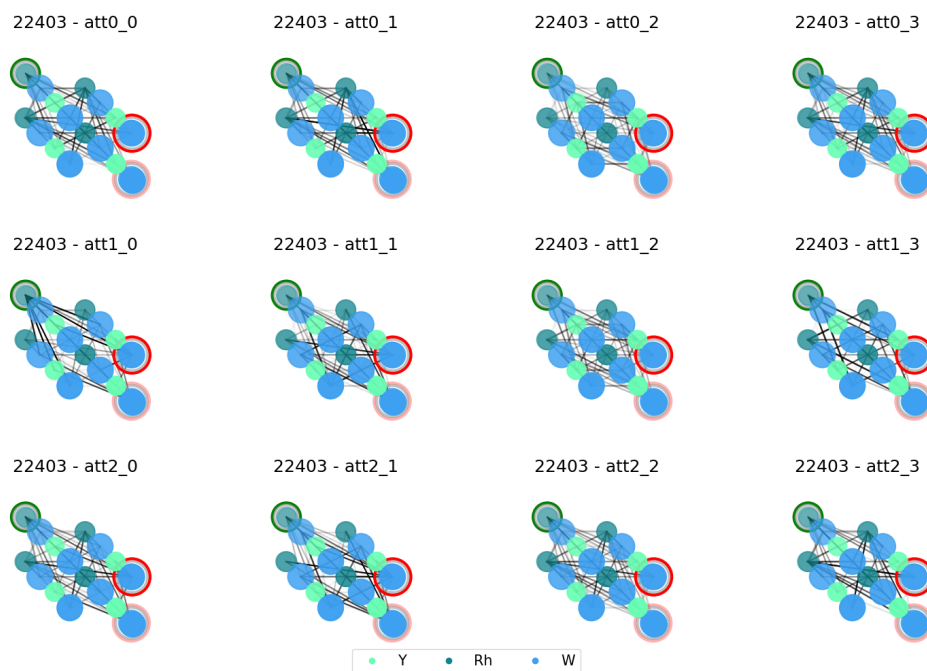 22403 - att0_0 22403 - att0_1 22403 - att0_2 22403 - att0_3
22403 - att1_0 22403 - att1_1 22403 - att1_2 22403 - att1_3
22403 - att2_0 22403 - att2_1 22403 - att2_2 22403 - att2_3
Y Rh W